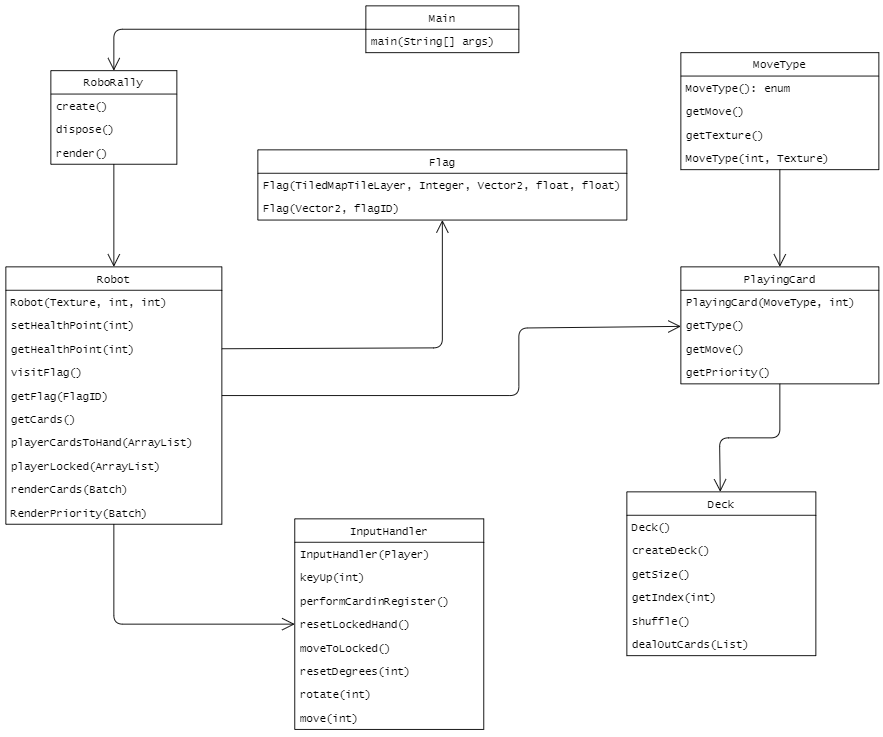 Main
main(String[] args)
RoboRally
create()
dispose()
render()
MoveType
MoveType(): enum
getMove()
getTexture()
MoveType(int, Texture)
Flag
Flag(TiledMapTileLayer, Integer, Vector2, float, float)
Flag(Vector2, flagID)
Robot
Robot(Texture, int, int)
setHealthPoint(int)
getHealthPoint(int)
visitFlag()
getFlag(FlagID)
getCards()
playerCardsToHand(ArrayList)
playerLocked(ArrayList)
renderCards(Batch)
RenderPriority(Batch)
PlayingCard
PlayingCard(MoveType, int)
getType()
getMove()
getPriority()
InputHandler
InputHandler(Player)
keyUp(int)
performCardinRegister()
resetLockedHand()
moveToLocked()
resetDegrees(int)
rotate(int)
move(int)
Deck
Deck()
createDeck()
getSize()
getIndex(int)
shuffle()
dealOutCards(List)